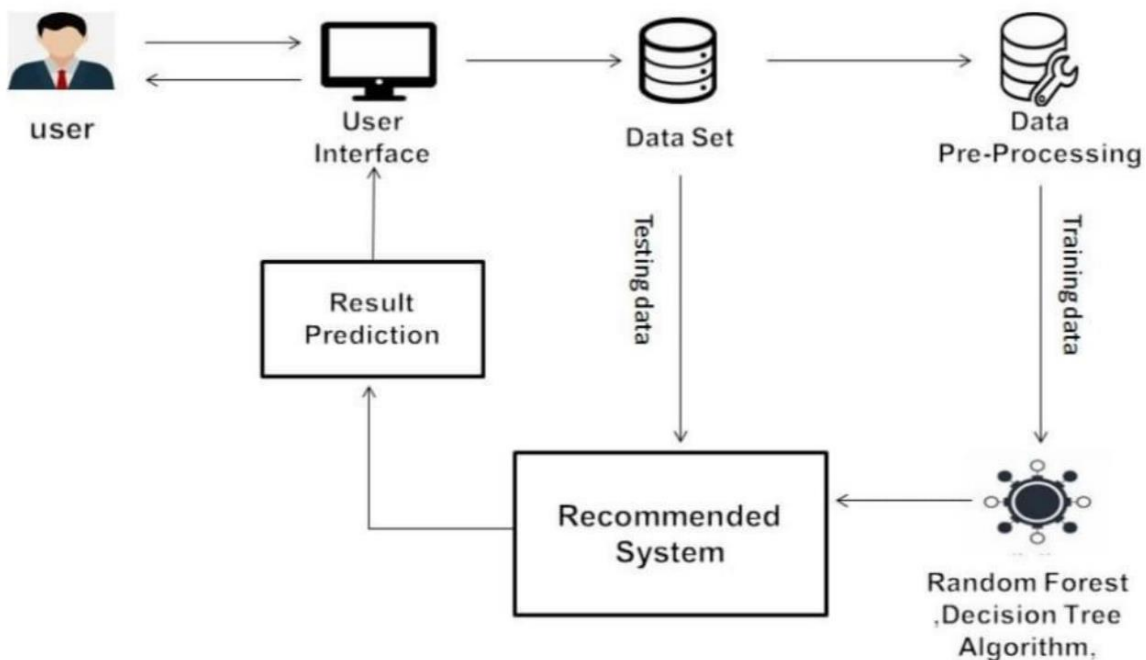 user
User
Interface
Data Set
Data
Pre-Processing
Testing data
Training data
Result
Prediction
Recommended
System
Random Forest
,Decision Tree
Algorithm,